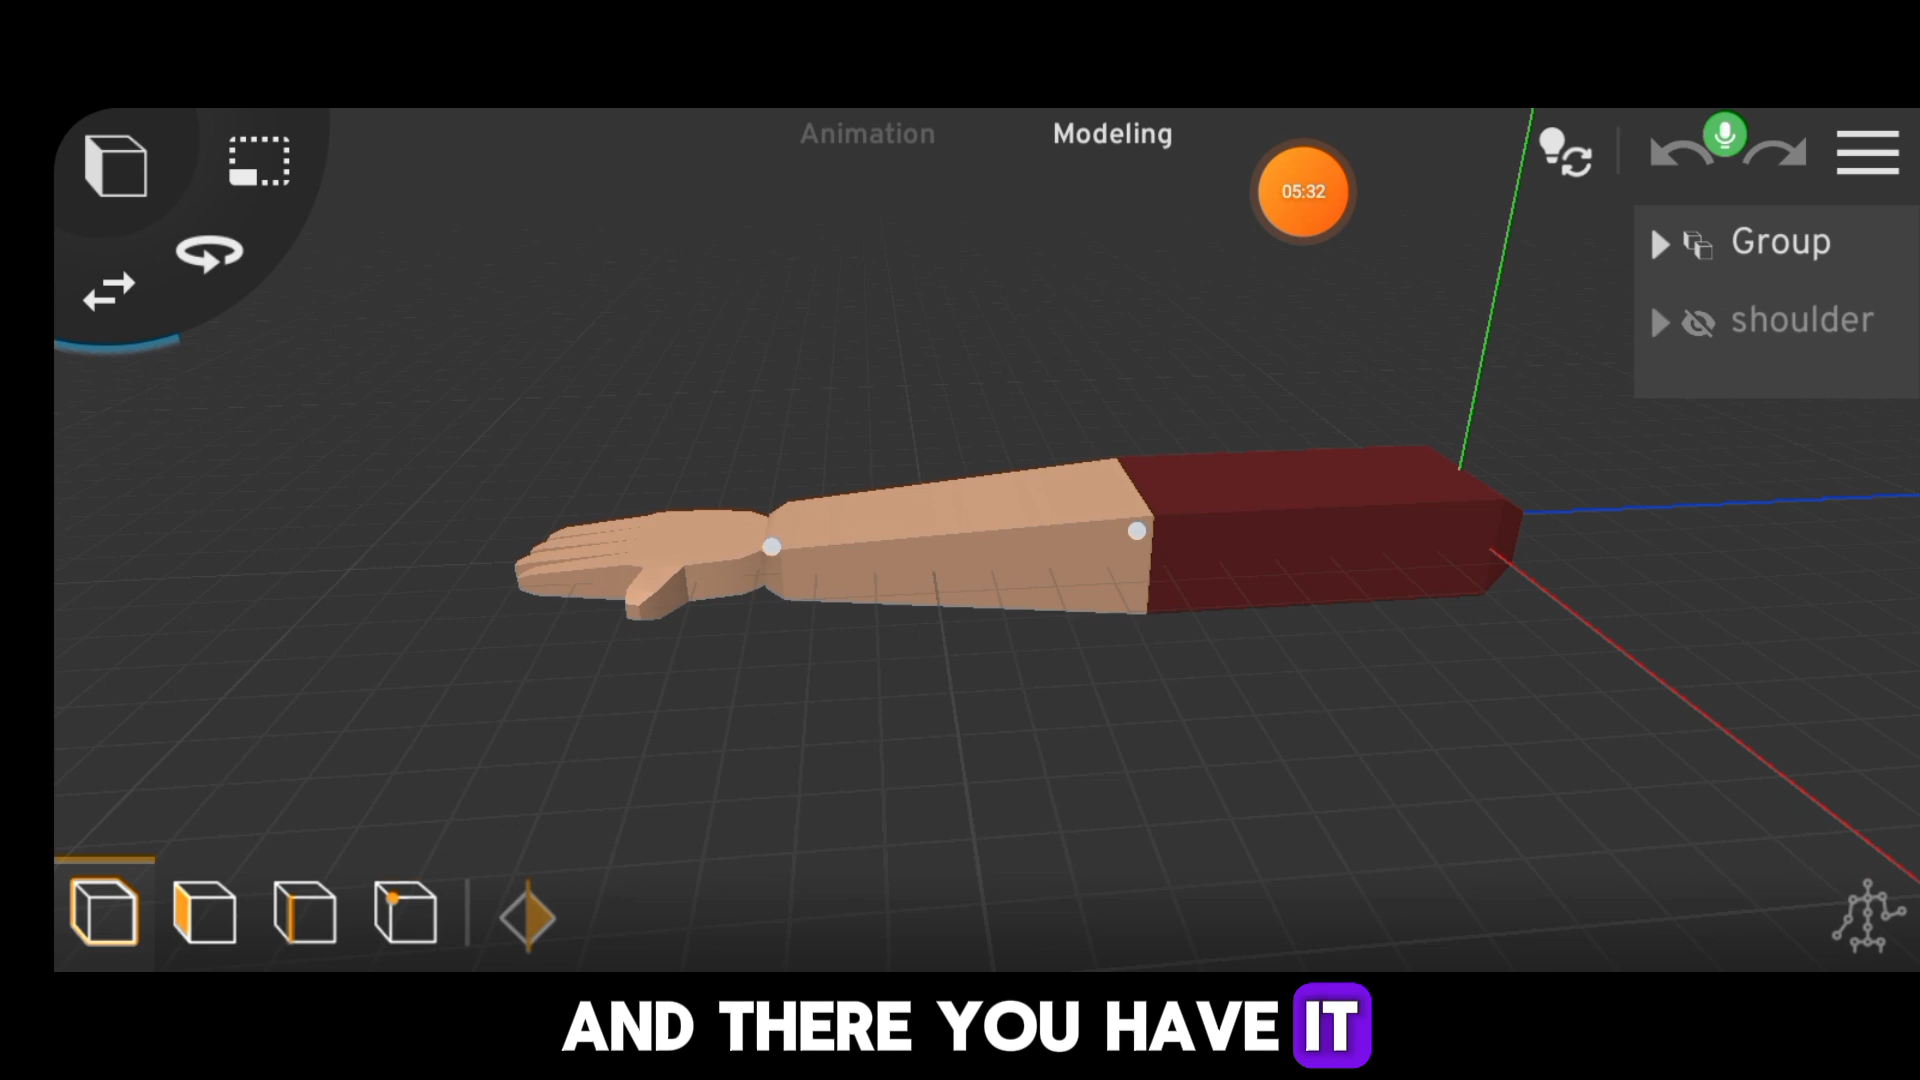 Animation Modeling
05:32
Group
shoulder
AND THERE YOU HAVE IT